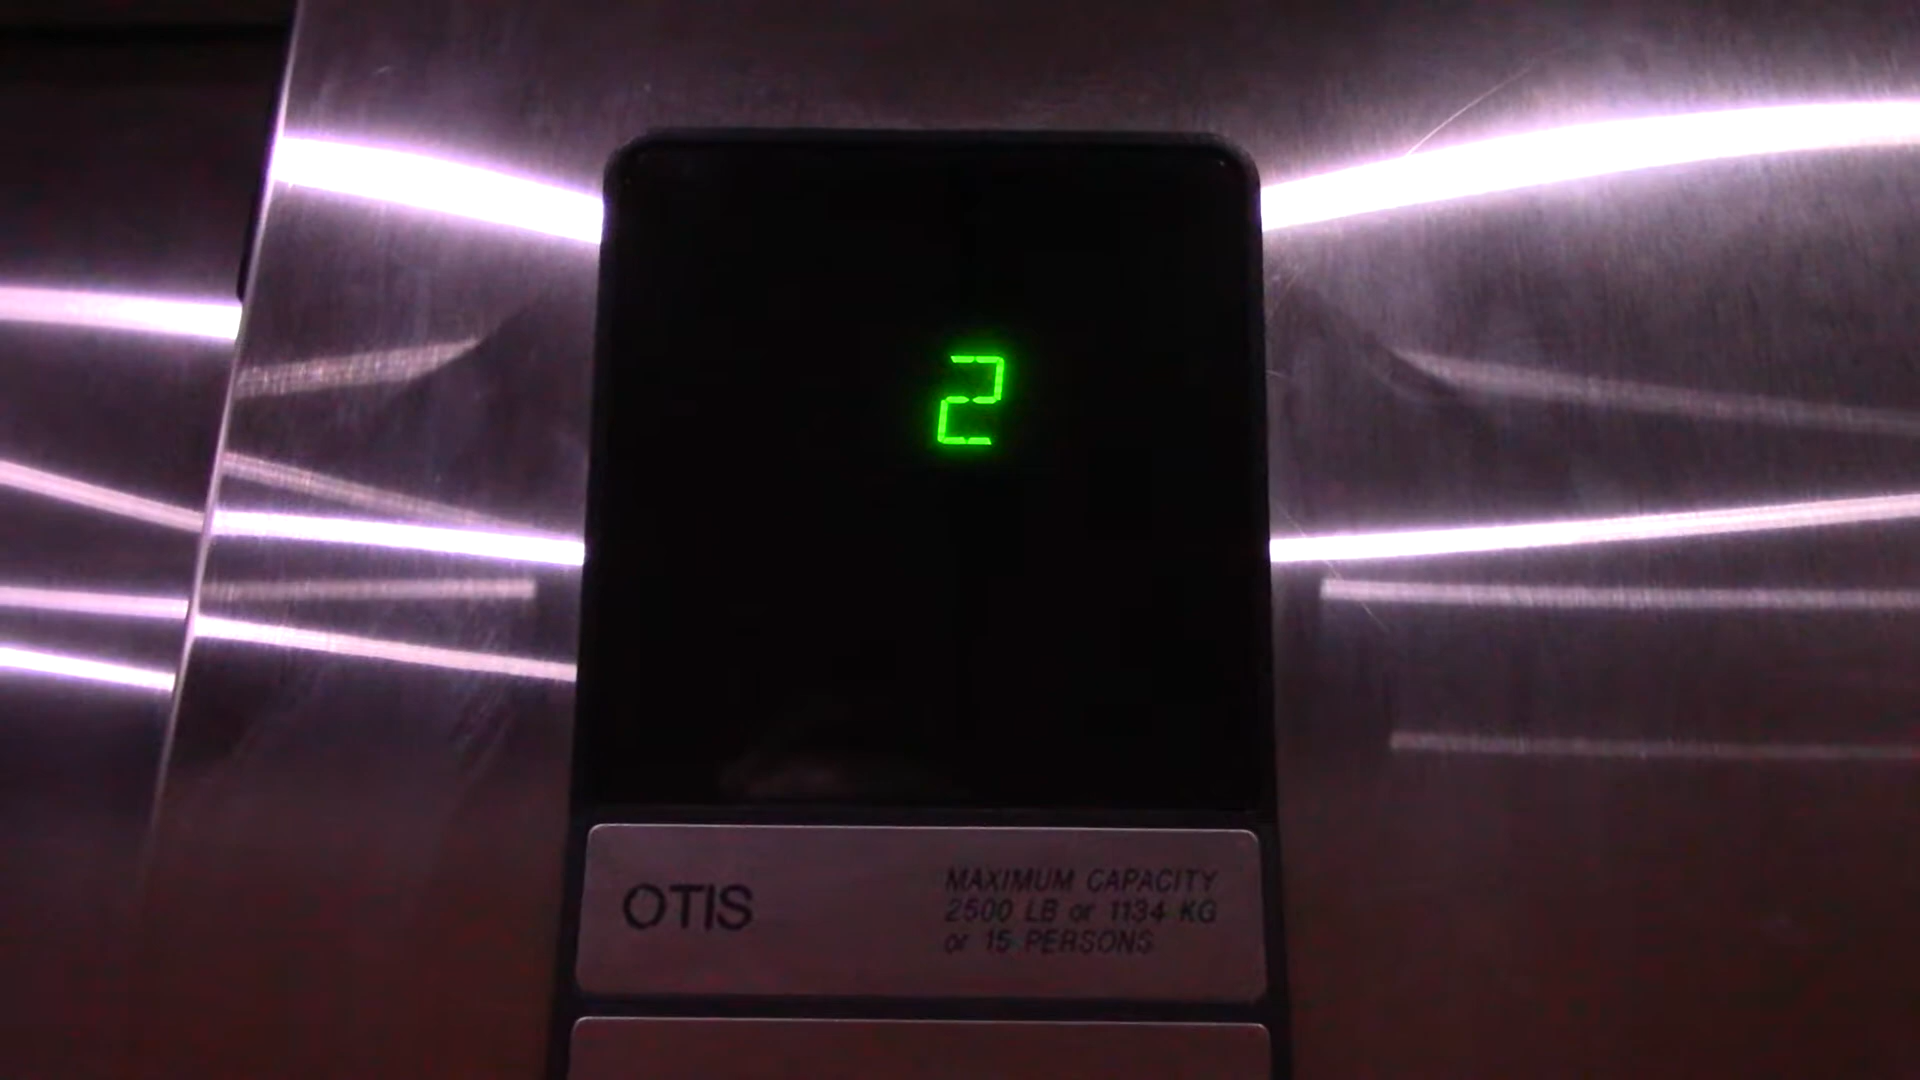 2
OTIS
MAXIMUM CAPACITY
2500 LB or 1134 KG
or 15 PERSONS